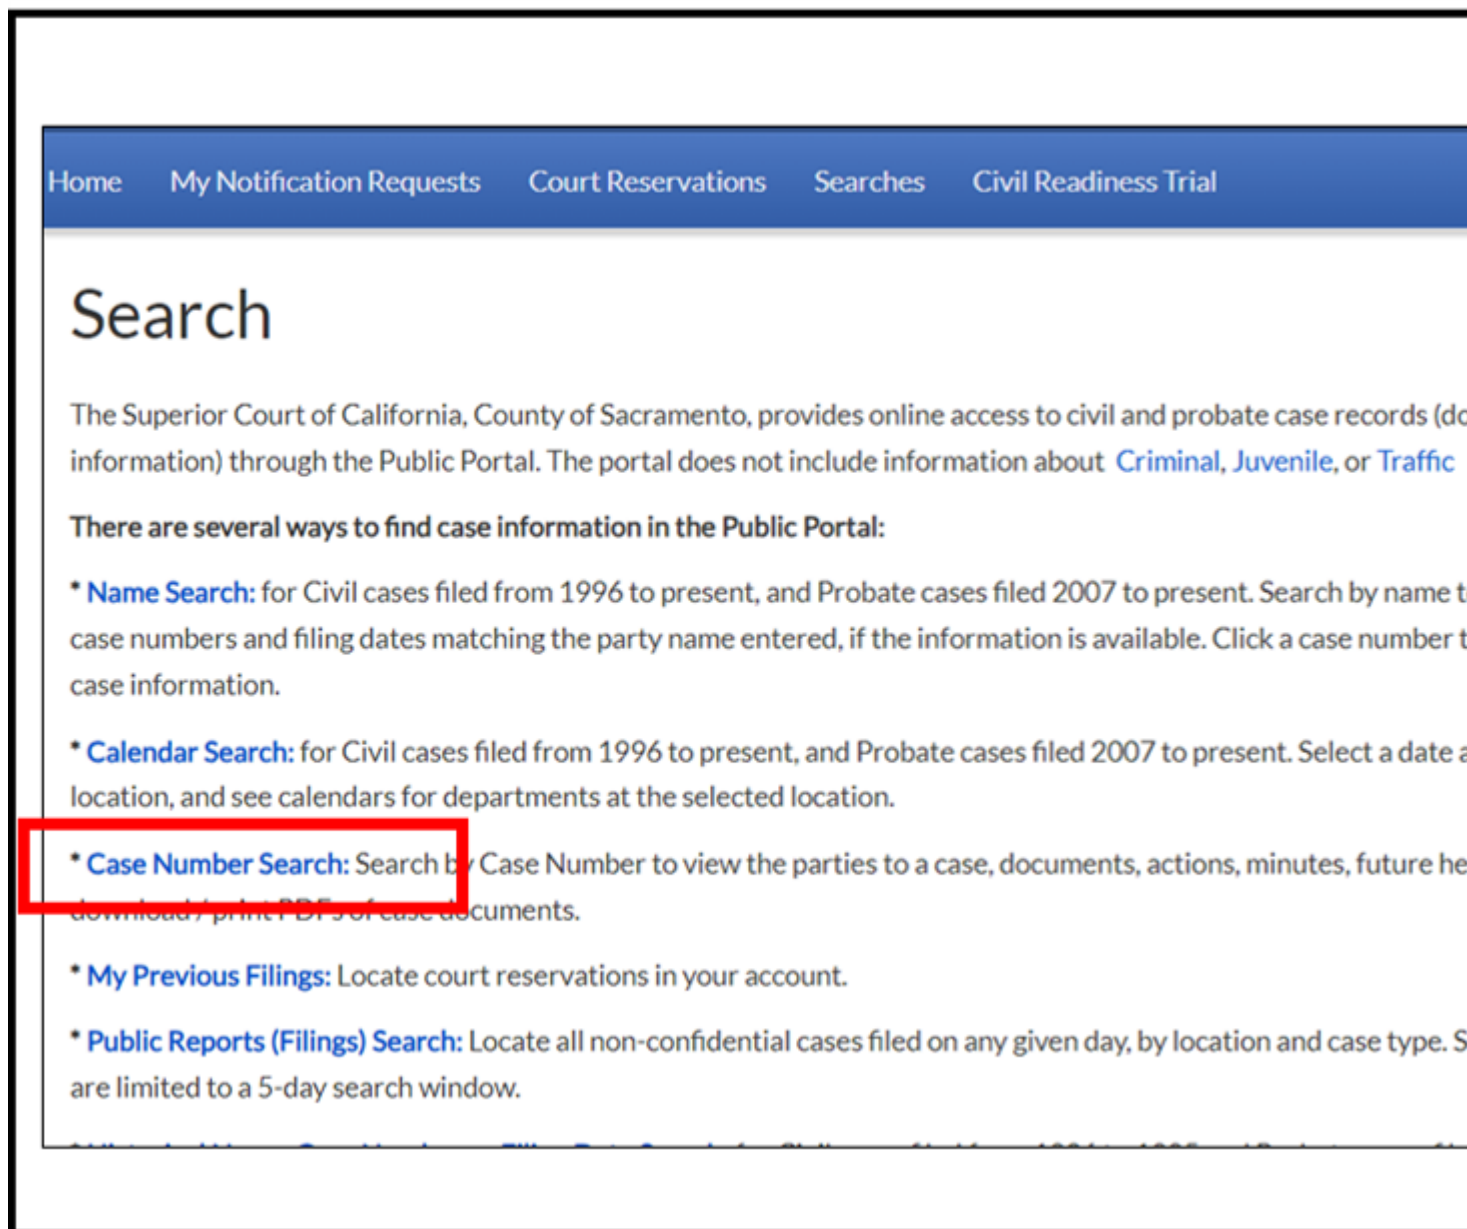 Home My Notification Requests Court Reservations Searches Civil Readiness Trial
Search
The Superior Court of California, County of Sacramento, provides online access to civil and probate case records (do
information) through the Public Portal. The portal does not include information about Criminal, Juvenile, or Traffic
There are several ways to find case information in the Public Portal:
* Name Search: for Civil cases filed from 1996 to present, and Probate cases filed 2007 to present. Search by name t
case numbers and filing dates matching the party name entered, if the information is available. Click a case number t
case information.
* Calendar Search: for Civil cases filed from 1996 to present, and Probate cases filed 2007 to present. Select a date a
location, and see calendars for departments at the selected location.
* Case Number Search: Search by Case Number to view the parties to a case, documents, actions, minutes, future he
download / print PDFs of case documents.
* My Previous Filings: Locate court reservations in your account.
* Public Reports (Filings) Search: Locate all non-confidential cases filed on any given day, by location and case type. S
are limited to a 5-day search window.